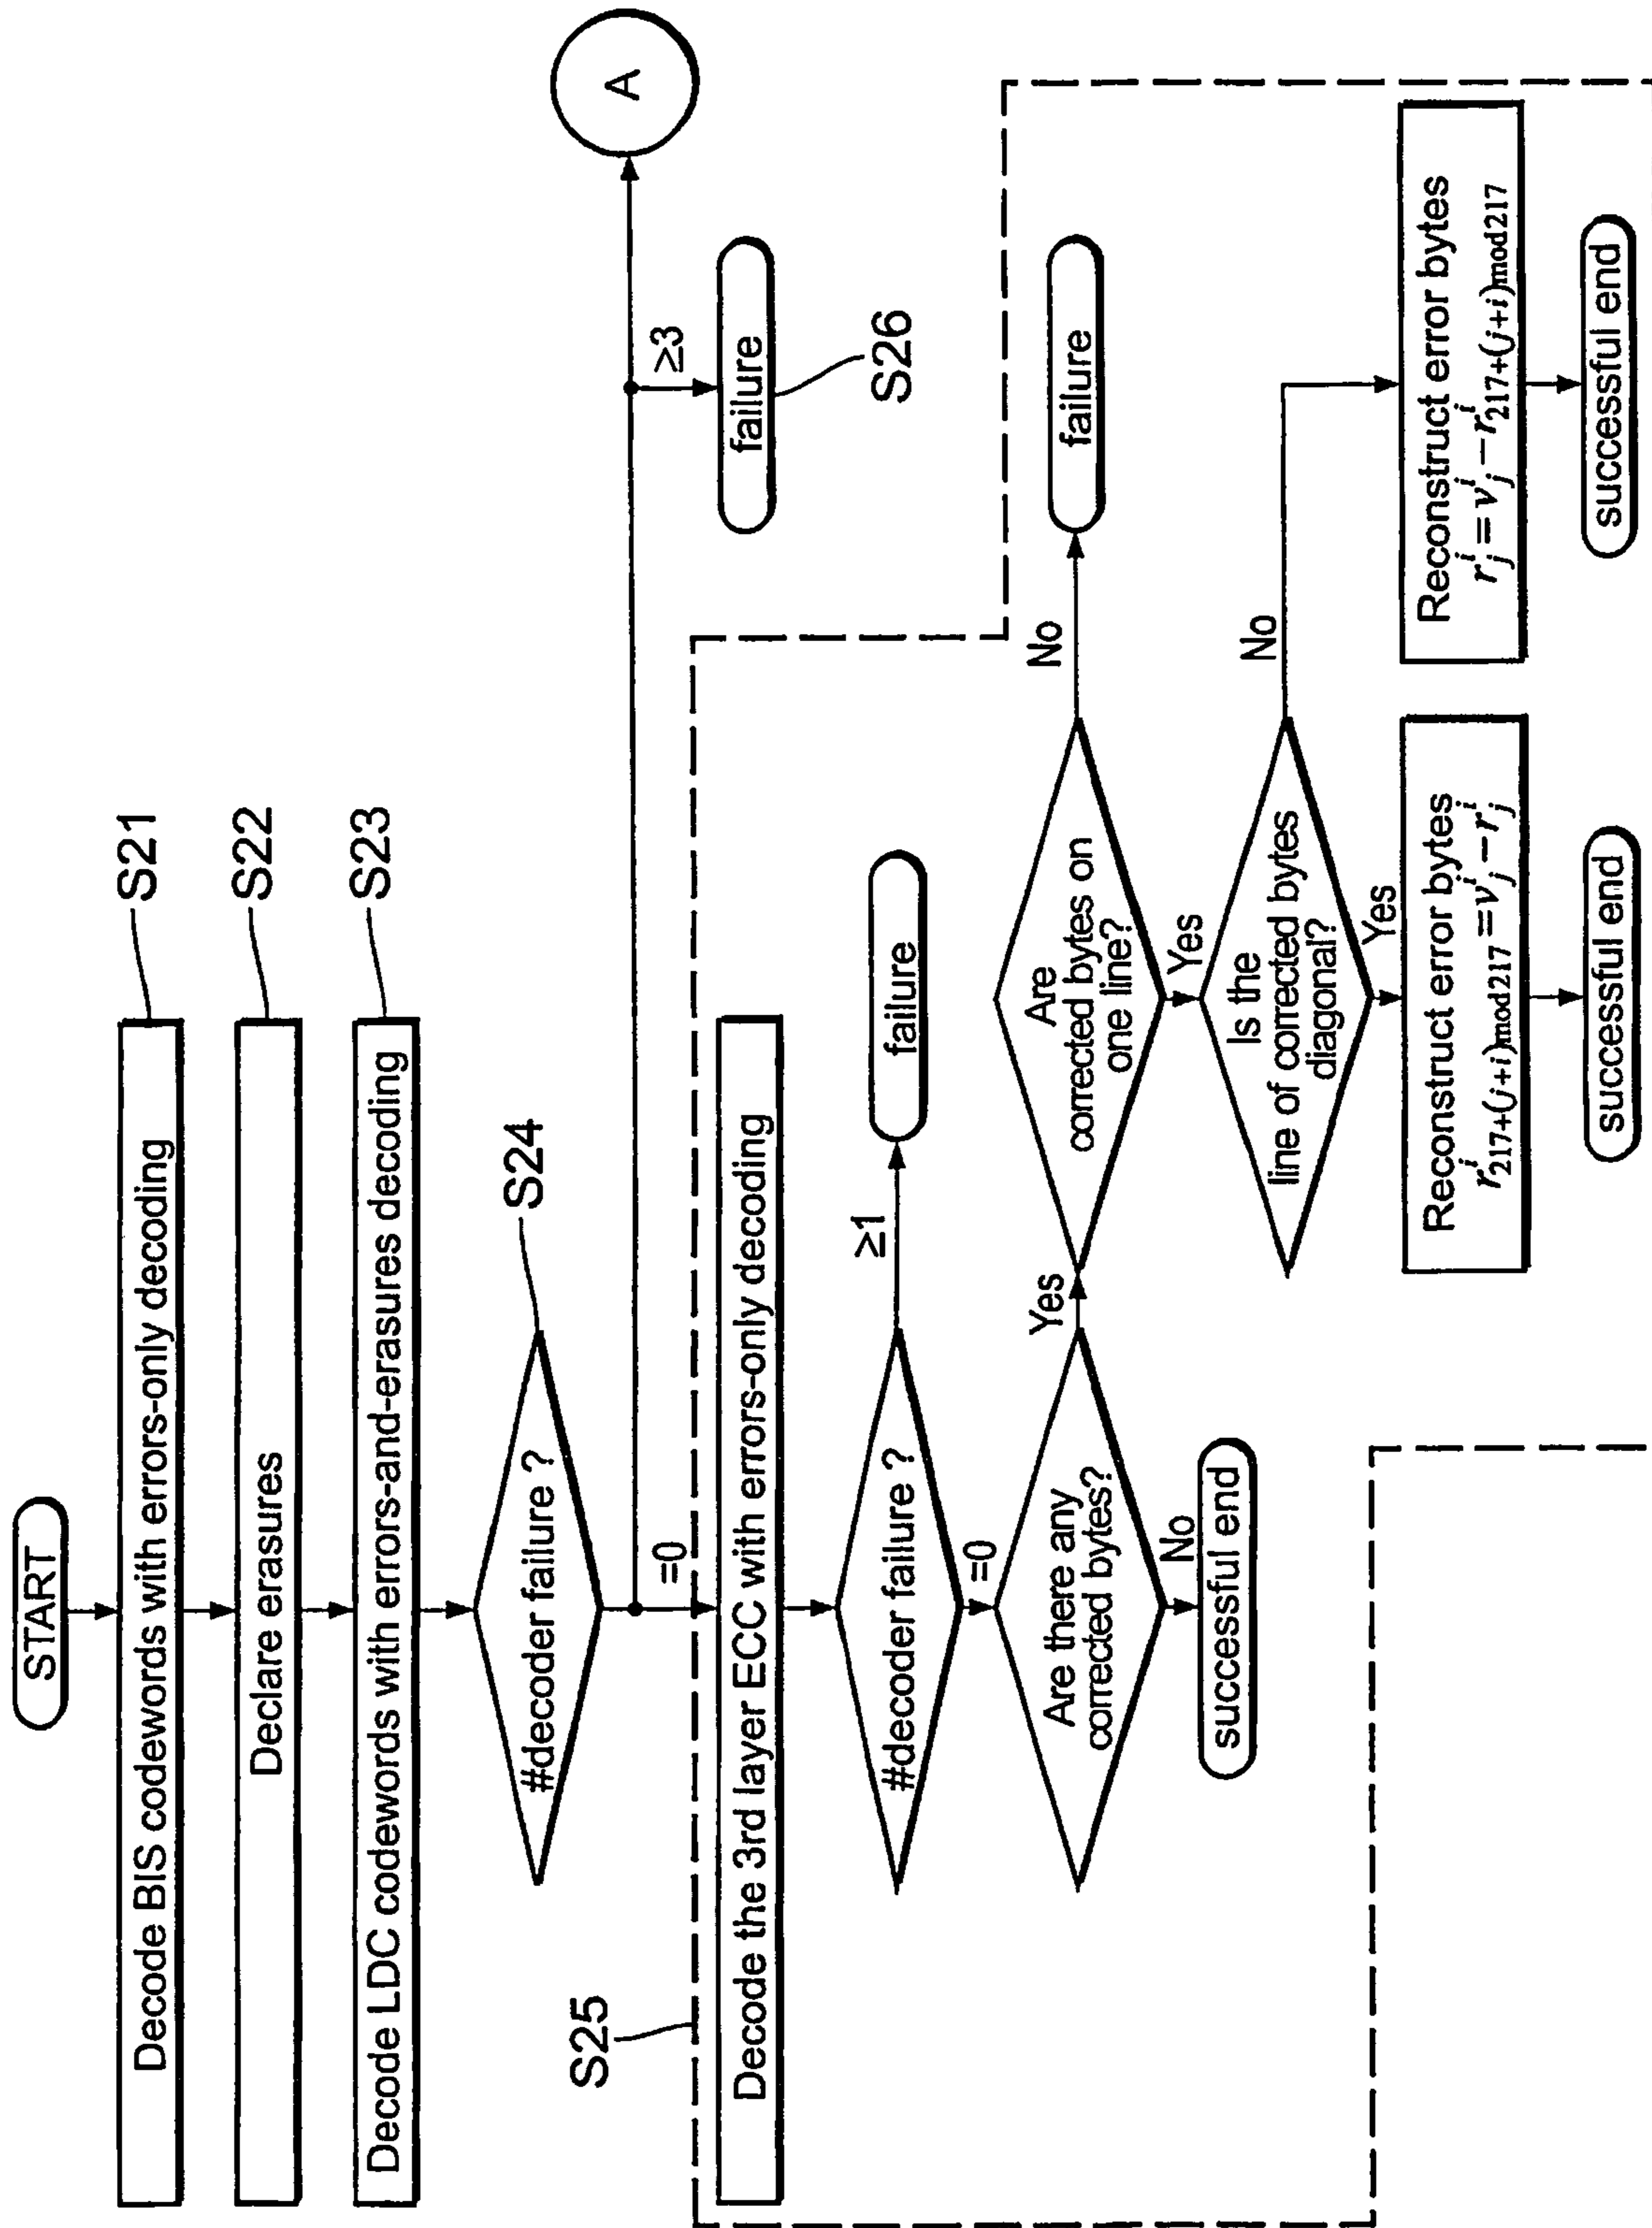 START
Decode BIS codewords with errors-only decoding
S21
Declare erasures
S22
Decode LDC codewords with errors-and-erasures decoding
S23
#decoder failure ?
S24
A
=0
≥3
failure
S26
S25
Decode the 3rd layer ECC with errors-only decoding
#decoder failure ?
≥1
failure
=0
Are there any
corrected bytes?
Yes
No
successful end
Are
corrected bytes on
one line?
No
failure
Yes
Is the
line of corrected bytes
diagonal?
No
Yes
Reconstruct error bytes
r^i_{217+(j+i)mod217} = v^i_j − r^i_j
successful end
Reconstruct error bytes
r^i_j = v^i_j − r^i_{217+(j+i)mod217}
successful end